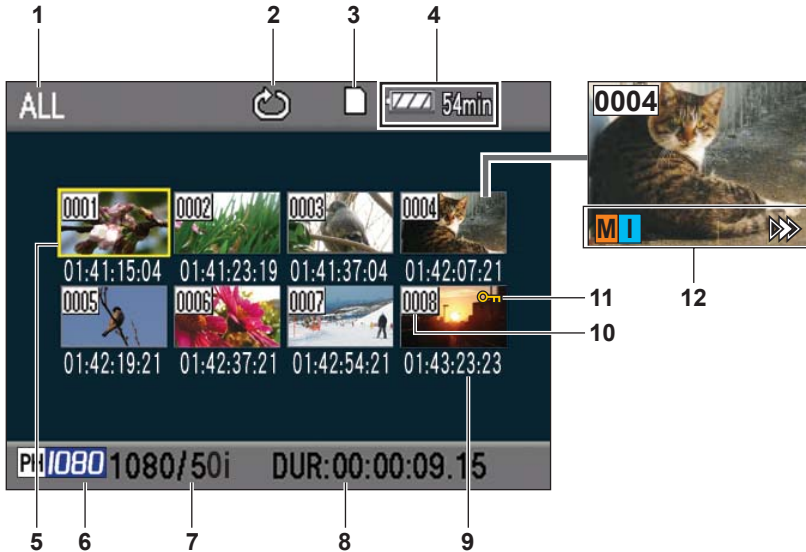 1 2 3 4
ALL 54min
0004
0001 0002 0003 0004
M I
01:41:15:04 01:41:23:19 01:41:37:04 01:42:07:21
0005 0006 0007 0008
11 12
10
01:42:19:21 01:42:37:21 01:42:54:21 01:43:23:23
PH 1080 1080/50i DUR:00:00:09.15
5 6 7 8 9